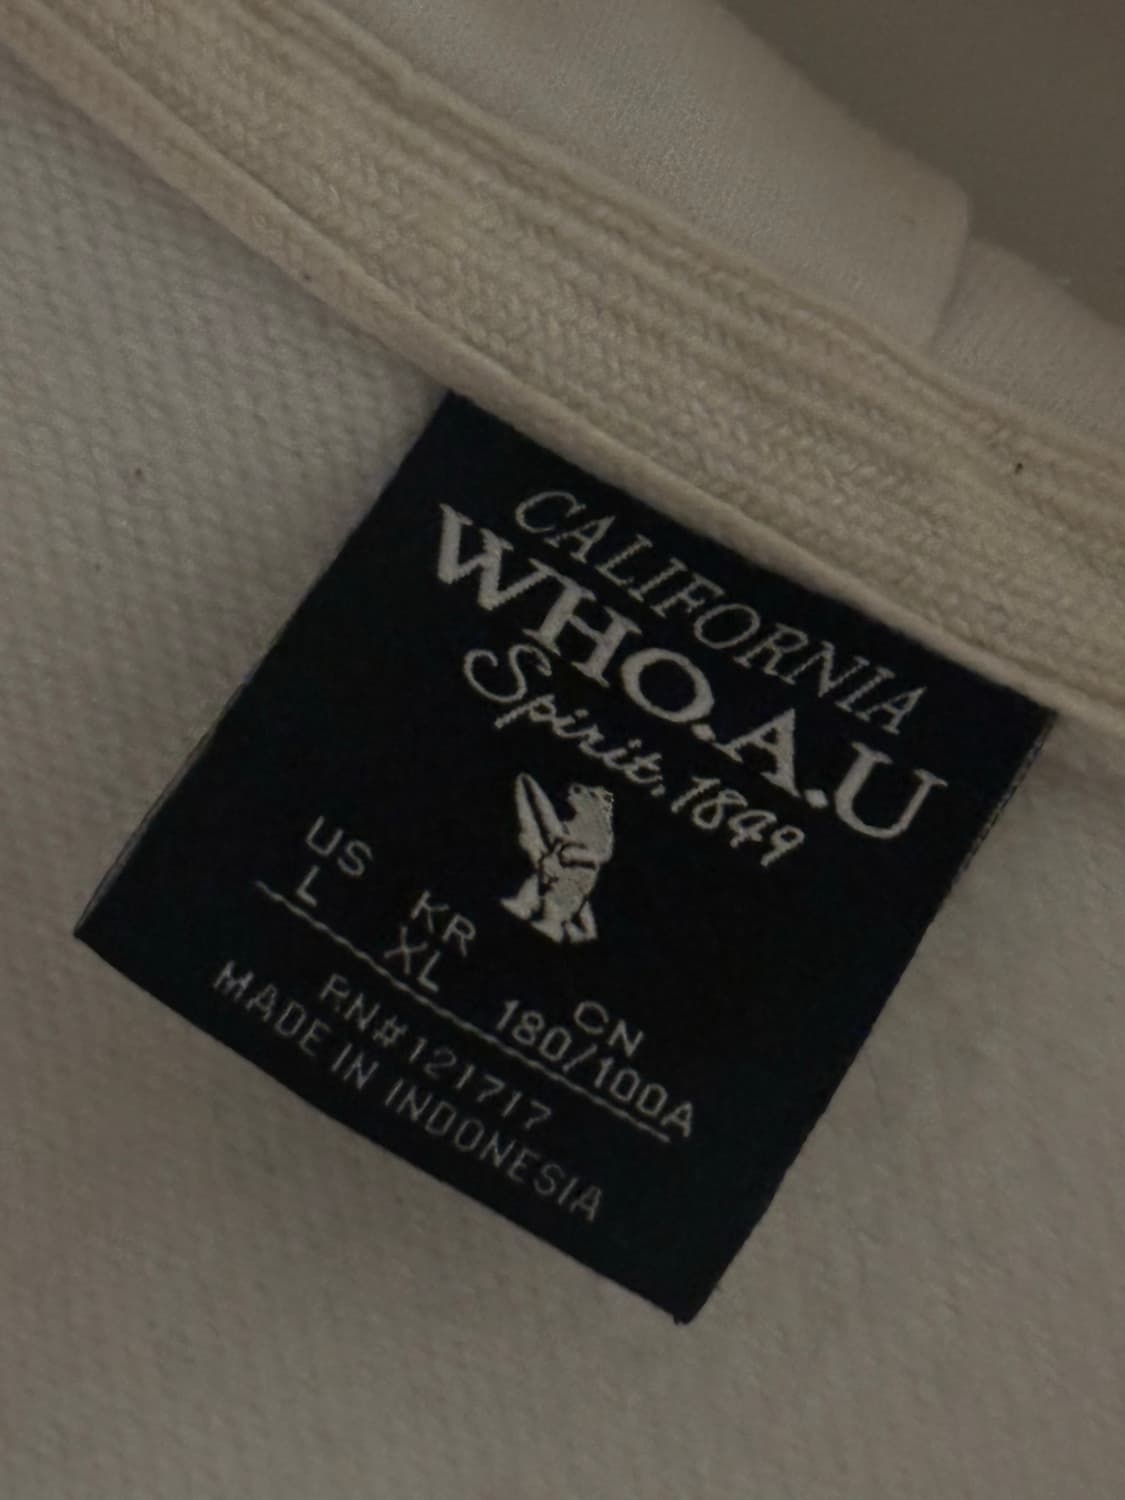 CALIFORNIA
WHO.A.U
Spirit, 1849
US KR CN
L XL 180/100A
RN#121717
MADE IN INDONESIA